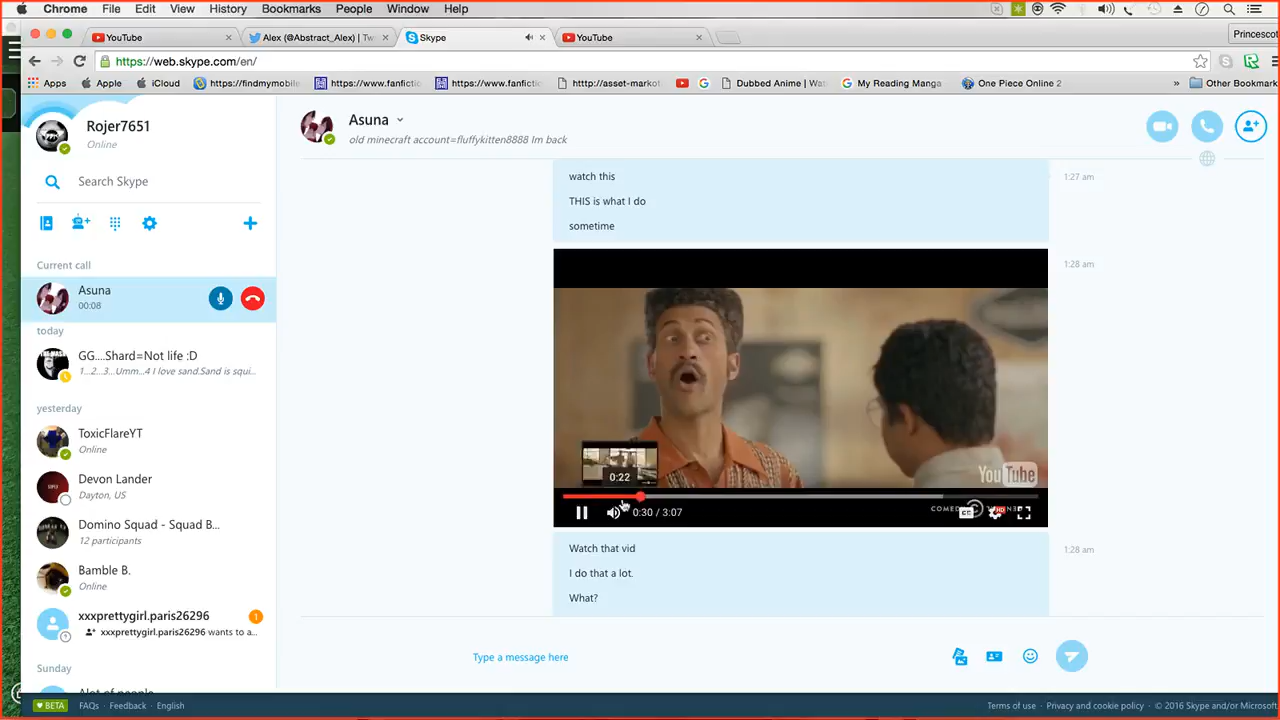 Chrome File Edit View History Bookmarks People Window Help
YouTube
Alex (@Abstract_Alex) | Tw
Skype
YouTube
Princescot
https://web.skype.com/en/
Apps
Apple
iCloud
https://findmymobile
https://www.fanfictio
https://www.fanfictio
http://asset-markot
Dubbed Anime | Wat
My Reading Manga
One Piece Online 2
»
Other Bookmark
Rojer7651
Online
Search Skype
Current call
Asuna
00:08
today
GG....Shard=Not life :D
1...2...3...Umm...4 I love sand.Sand is squi...
yesterday
ToxicFlareYT
Online
Devon Lander
Dayton, US
Domino Squad - Squad B...
12 participants
Bamble B.
Online
xxxprettygirl.paris26296
1
xxxprettygirl.paris26296 wants to a...
Sunday
Alot of people
Asuna
old minecraft account=fluffykitten8888 Im back
watch this
1:27 am
THIS is what I do
sometime
1:28 am
YouTube
0:22
0:30 / 3:07
CC
HD
Watch that vid
1:28 am
I do that a lot.
What?
Type a message here
BETA
FAQs
Feedback
English
Terms of use
Privacy and cookie policy
© 2016 Skype and/or Microsoft